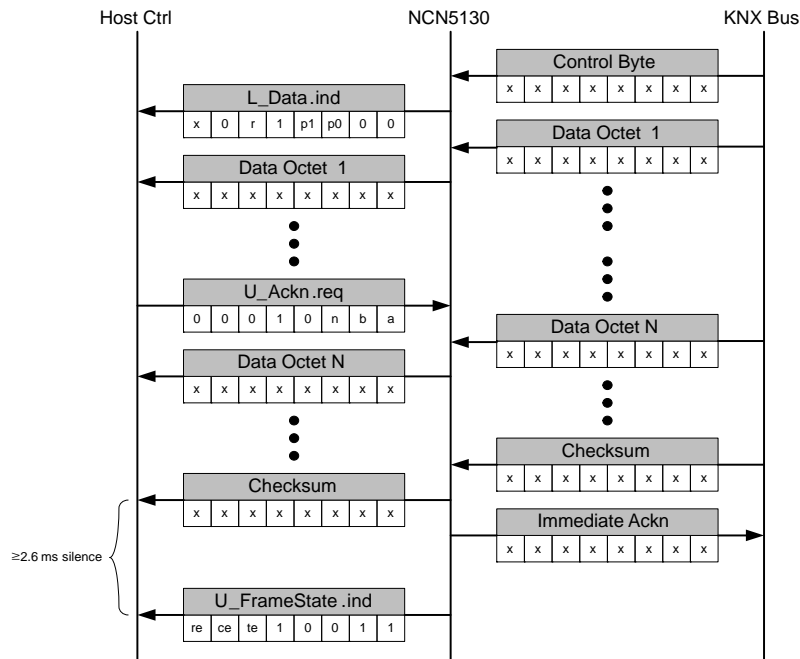 Host Ctrl NCN5130 KNX Bus
Control Byte
x x x x x x x x
L_Data.ind
x 0 r 1 p1 p0 0 0
Data Octet 1
x x x x x x x x
Data Octet 1
x x x x x x x x
U_Ackn.req
0 0 0 1 0 n b a
Data Octet N
x x x x x x x x
Data Octet N
x x x x x x x x
Checksum
x x x x x x x x
Checksum
x x x x x x x x
Immediate Ackn
x x x x x x x x
≥2.6 ms silence
U_FrameState.ind
re ce te 1 0 0 1 1